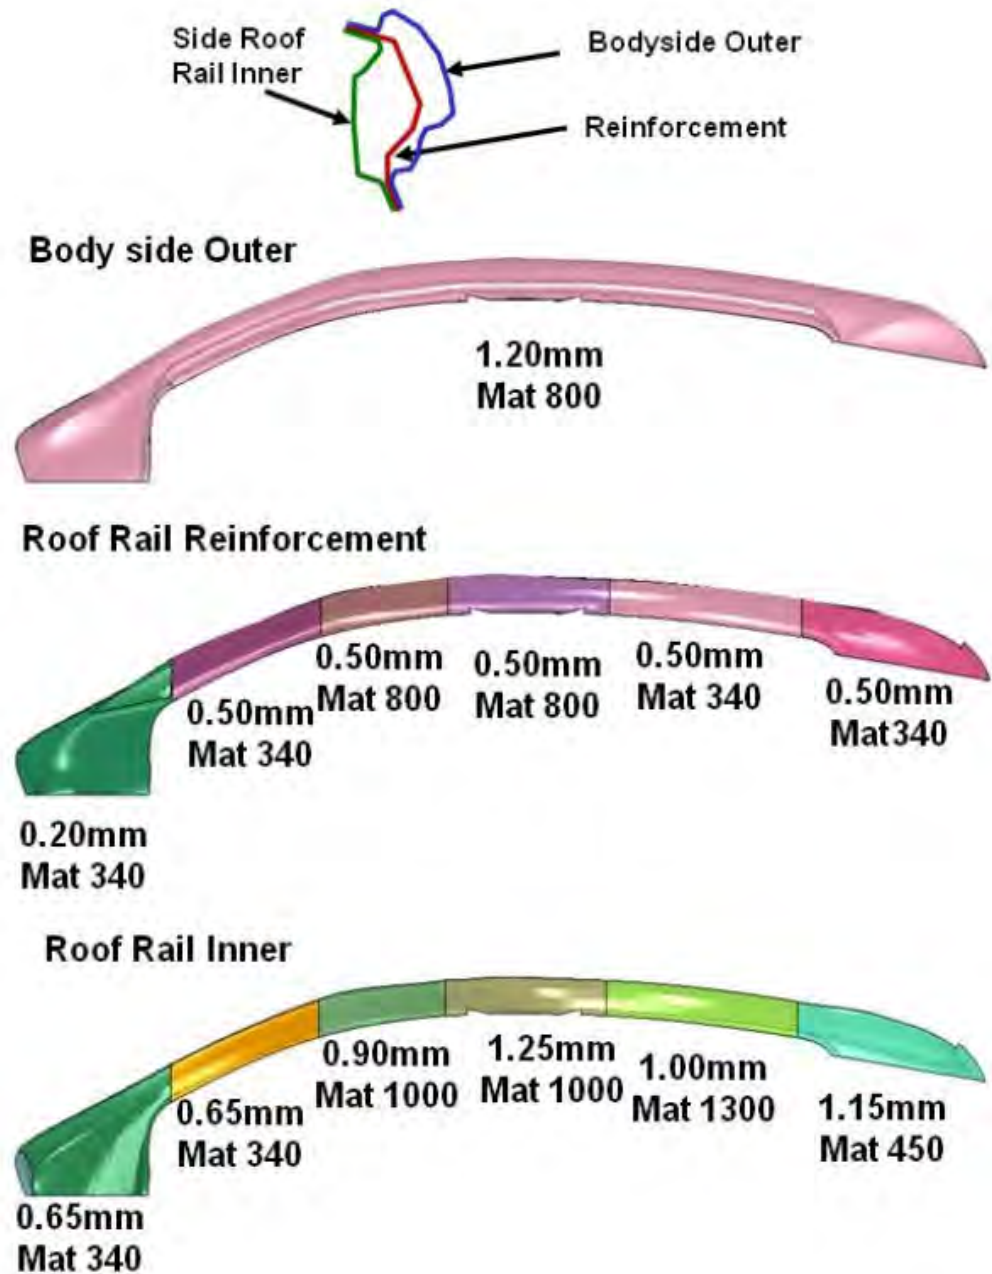 Side Roof
Rail Inner
Bodyside Outer
Reinforcement
Body side Outer
1.20mm
Mat 800
Roof Rail Reinforcement
0.20mm
Mat 340
0.50mm
Mat 340
0.50mm
Mat 800
0.50mm
Mat 800
0.50mm
Mat 340
0.50mm
Mat340
Roof Rail Inner
0.65mm
Mat 340
0.65mm
Mat 340
0.90mm
Mat 1000
1.25mm
Mat 1000
1.00mm
Mat 1300
1.15mm
Mat 450